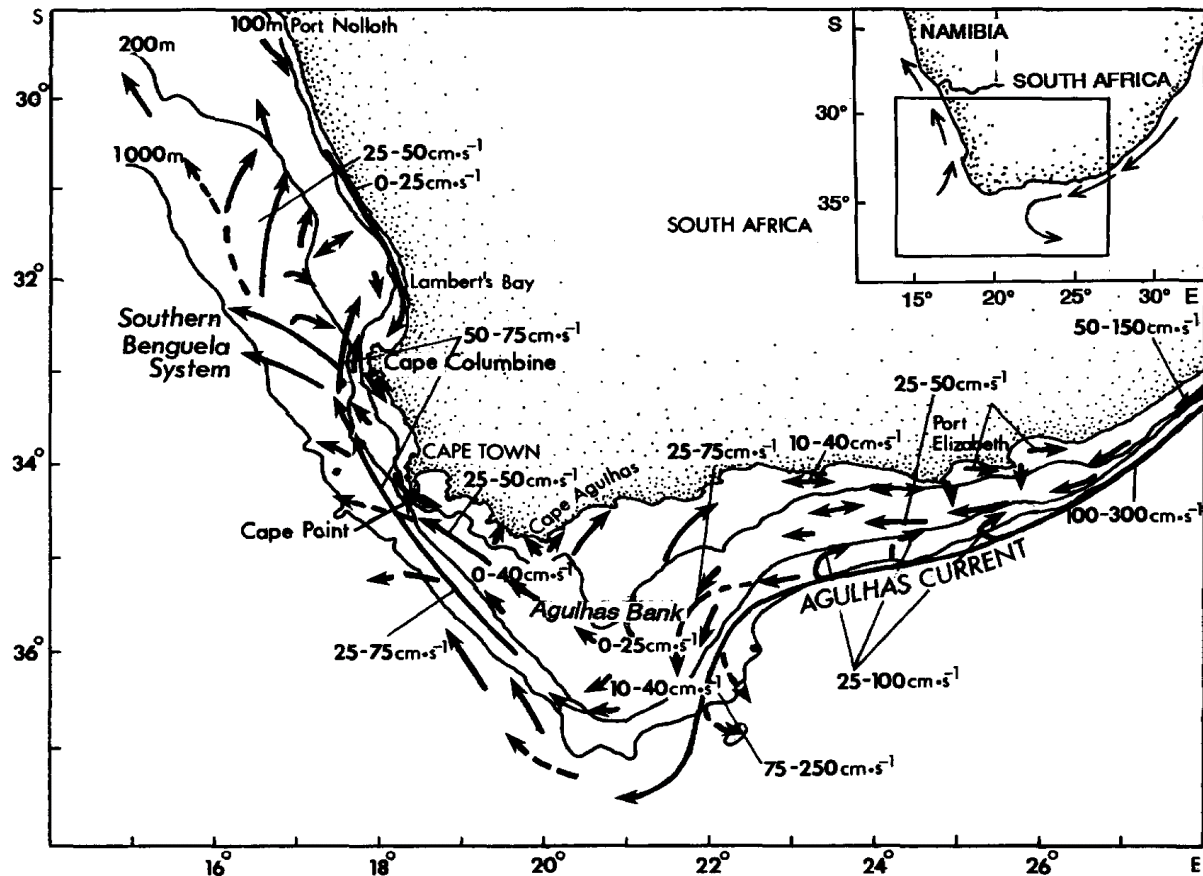 S
100m Port Nolloth
200m
30°
1000m
25-50cm·s⁻¹
0-25cm·s⁻¹
SOUTH AFRICA
32°
Lambert's Bay
Southern
Benguela
System
50-75cm·s⁻¹
Cape Columbine
50-150cm·s⁻¹
25-50cm·s⁻¹
Port
Elizabeth
34°
CAPE TOWN
25-75cm·s⁻¹
10-40cm·s⁻¹
25-50cm·s⁻¹
Cape Agulhas
Cape Point
100-300cm·s⁻¹
0-40cm·s⁻¹
AGULHAS CURRENT
Agulhas Bank
36°
25-75cm·s⁻¹
0-25cm·s⁻¹
10-40cm·s⁻¹
25-100cm·s⁻¹
75-250cm·s⁻¹
16°
18°
20°
22°
24°
26°
E
S
NAMIBIA
SOUTH AFRICA
30°
35°
15°
20°
25°
30°
E